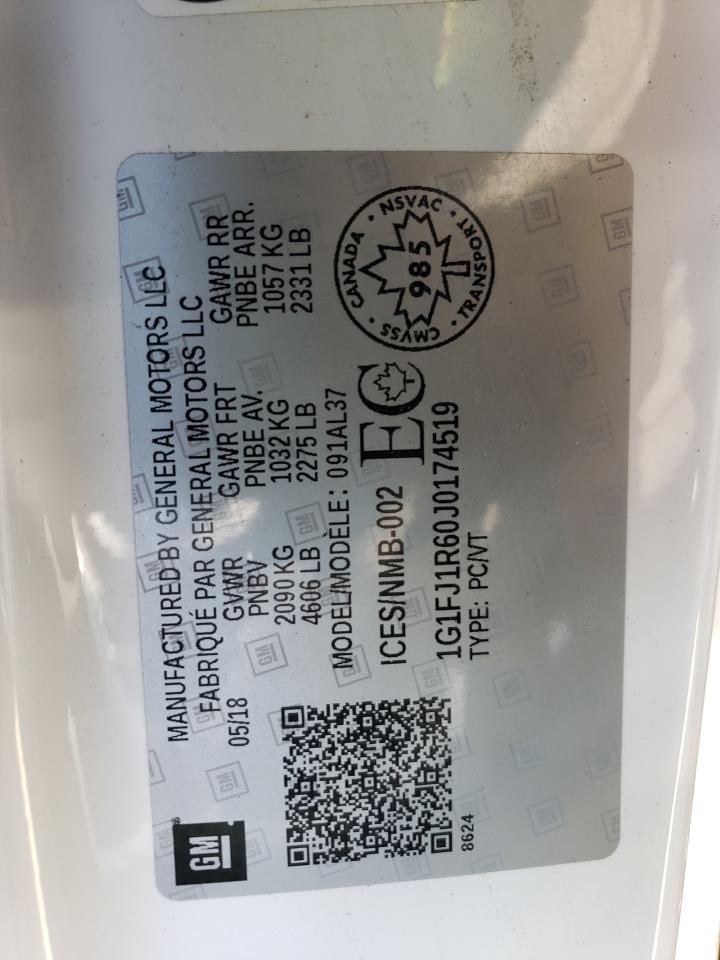 GM
MANUFACTURED BY GENERAL MOTORS LLC
FABRIQUÉ PAR GENERAL MOTORS LLC
05/18 GVWR GAWR FRT GAWR RR
PNBV PNBE AV. PNBE ARR.
2090 KG 1032 KG 1057 KG
4606 LB 2275 LB 2331 LB
MODEL/MODÈLE: 091AL37
ICES/NMB-002 EC
1G1FJ1R60J0174519
TYPE: PC/VT
8624
CANADA · NSVAC · TRANSPORT · CMVSS ·
985
T